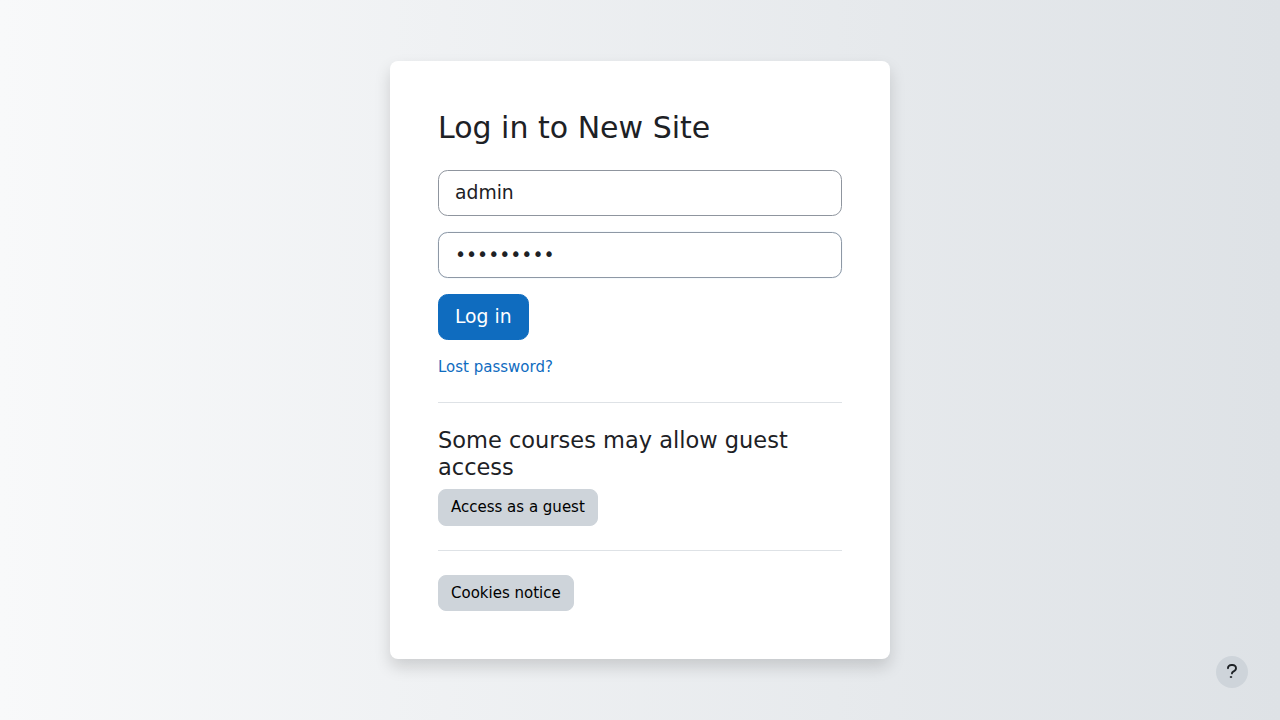 Log in to New Site
admin
•••••••••
Log in
Lost password?
Some courses may allow guest
access
Access as a guest
Cookies notice
?